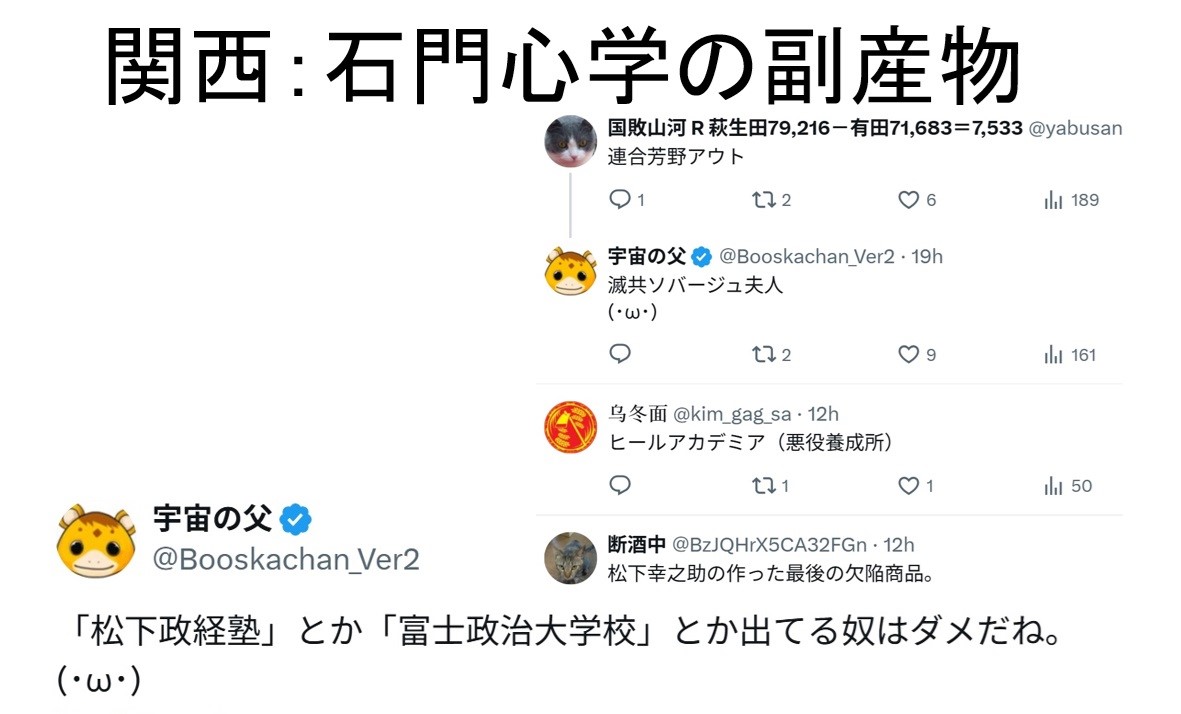 関西：石門心学の副産物
国敗山河 R 萩生田79,216－有田71,683＝7,533 @yabusan
連合芳野アウト
1 2 6 189
宇宙の父 @Booskachan_Ver2 · 19h
滅共ソバージュ夫人
(･ω･)
2 9 161
乌冬面 @kim_gag_sa · 12h
ヒールアカデミア（悪役養成所）
1 1 50
断酒中 @BzJQHrX5CA32FGn · 12h
松下幸之助の作った最後の欠陥商品。
宇宙の父
@Booskachan_Ver2
「松下政経塾」とか「富士政治大学校」とか出てる奴はダメだね。
(･ω･)